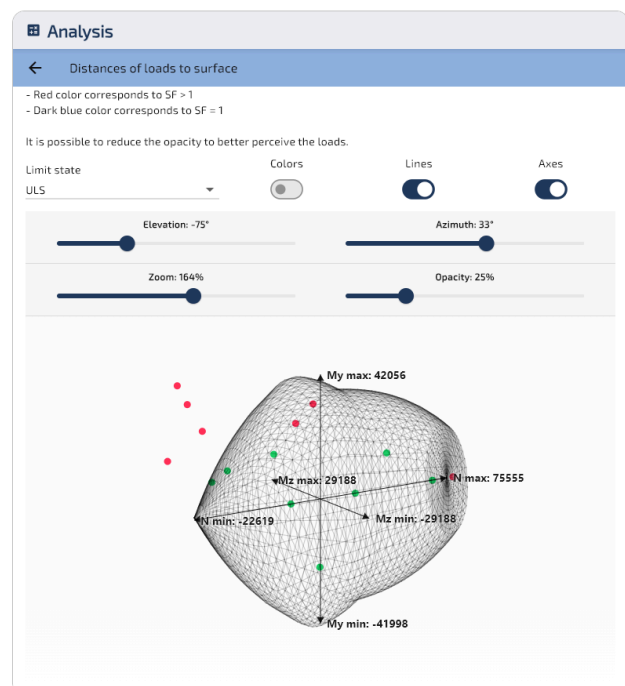 Analysis
Distances of loads to surface
- Red color corresponds to SF > 1
- Dark blue color corresponds to SF = 1
It is possible to reduce the opacity to better perceive the loads.
Limit state
Colors
Lines
Axes
ULS
Elevation: -75°
Azimuth: 33°
Zoom: 164%
Opacity: 25%
My max: 42056
Mz max: 29188
N max: 75555
N min: -22619
Mz min: -29188
My min: -41998